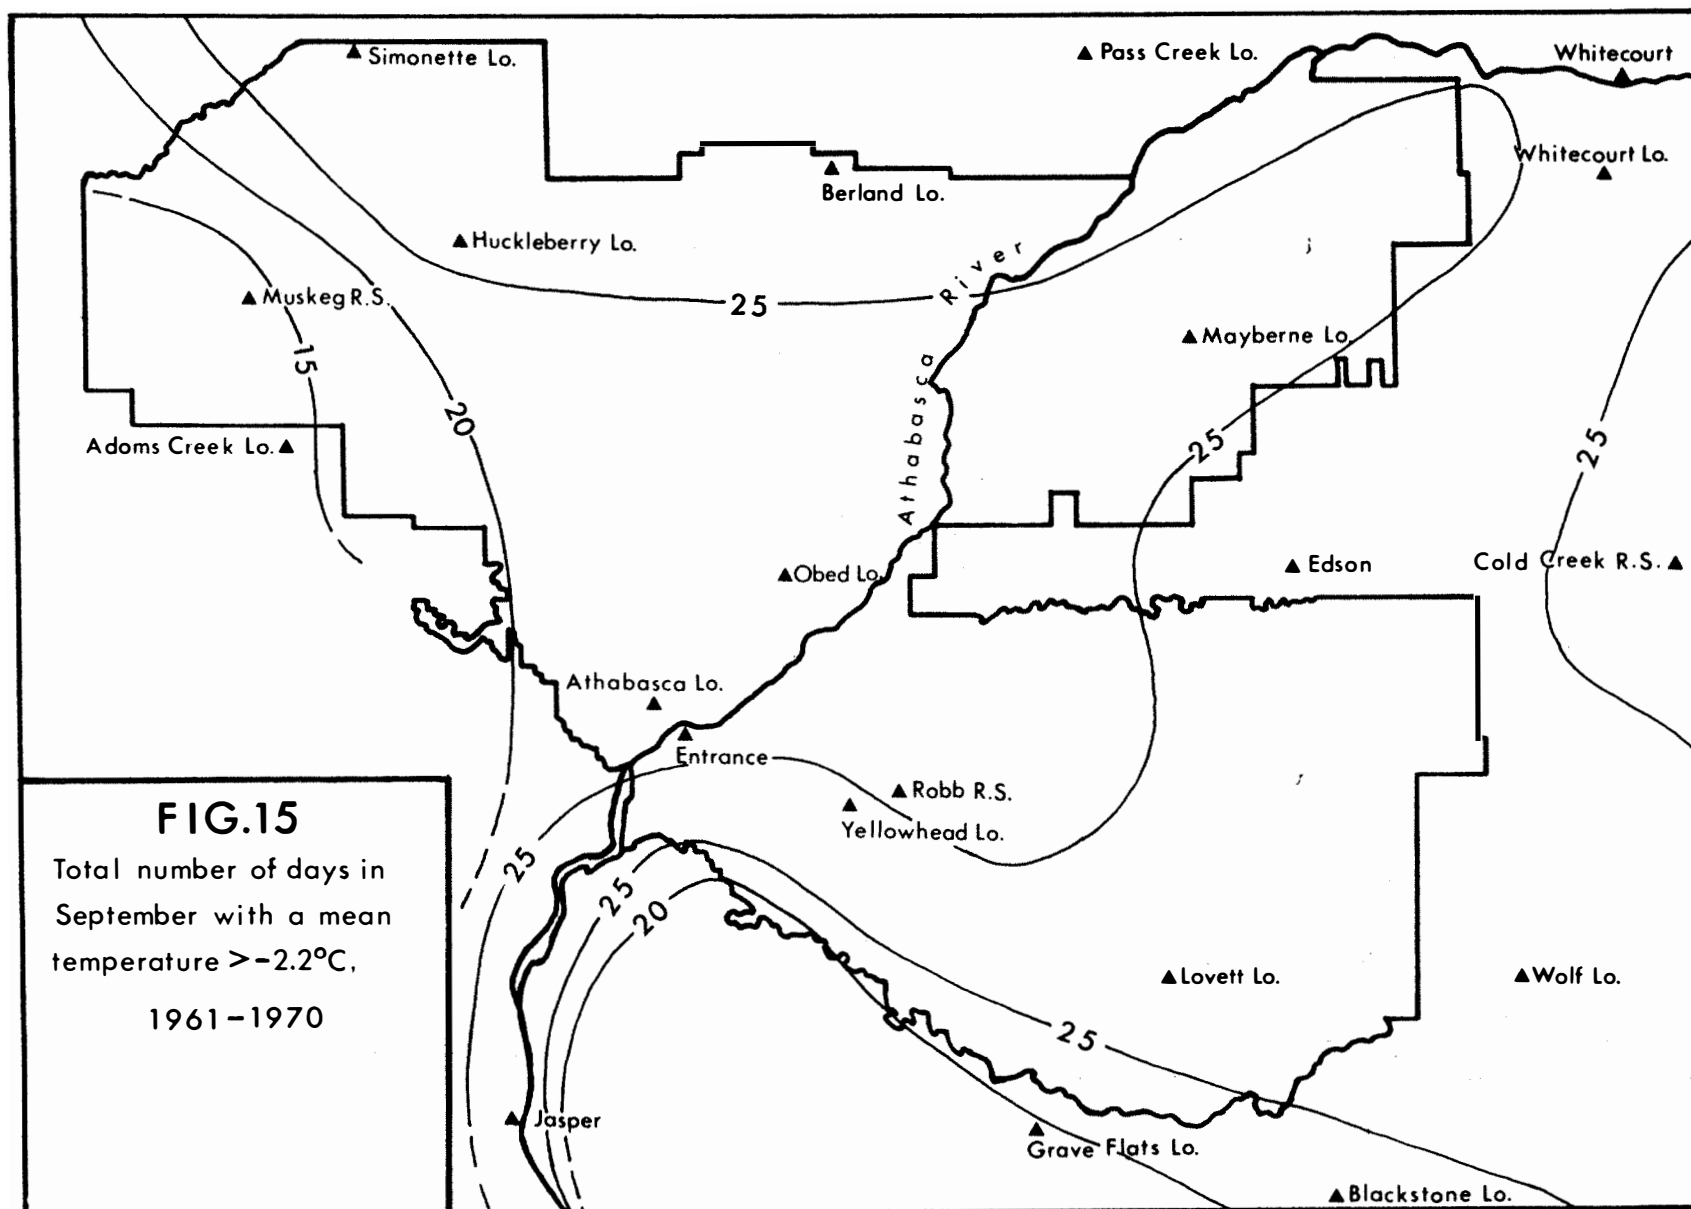 Simonette Lo.
Pass Creek Lo.
Whitecourt
Whitecourt Lo.
Berland Lo.
Huckleberry Lo.
Athabasca River
Muskeg R.S.
25
15
Mayberne Lo.
20
25
25
Adoms Creek Lo.
Obed Lo.
Edson
Cold Creek R.S.
Athabasca Lo.
Entrance
Robb R.S.
Yellowhead Lo.
25
25
20
Lovett Lo.
Wolf Lo.
25
Jasper
Grave Flats Lo.
Blackstone Lo.
FIG.15
Total number of days in
September with a mean
temperature >-2.2°C,
1961-1970